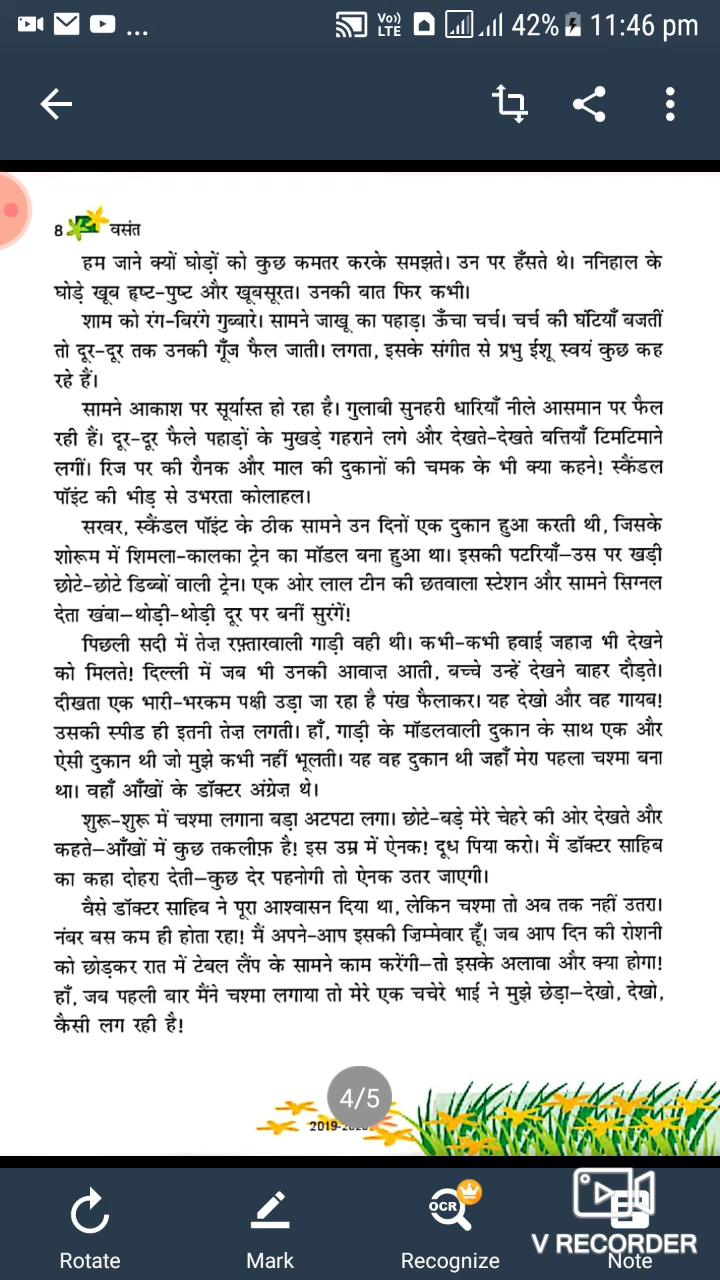 Vo))
LTE
42%
11:46 pm
8
वसंत
हम जाने क्यों घोड़ों को कुछ कमतर करके समझते। उन पर हँसते थे। ननिहाल के
घोड़े खूब हृष्ट-पुष्ट और खूबसूरत। उनकी बात फिर कभी।
शाम को रंग-बिरंगे गुब्बारे। सामने जाखू का पहाड़। ऊँचा चर्च। चर्च की घंटियाँ बजतीं
तो दूर-दूर तक उनकी गूँज फैल जाती। लगता, इसके संगीत से प्रभु ईशू स्वयं कुछ कह
रहे हैं।
सामने आकाश पर सूर्यास्त हो रहा है। गुलाबी सुनहरी धारियाँ नीले आसमान पर फैल
रही हैं। दूर-दूर फैले पहाड़ों के मुखड़े गहराने लगे और देखते-देखते बत्तियाँ टिमटिमाने
लगीं। रिज पर की रौनक और माल की दुकानों की चमक के भी क्या कहने! स्कैंडल
पॉइंट की भीड़ से उभरता कोलाहल।
सरवर, स्कैंडल पॉइंट के ठीक सामने उन दिनों एक दुकान हुआ करती थी, जिसके
शोरूम में शिमला-कालका ट्रेन का मॉडल बना हुआ था। इसकी पटरियाँ—उस पर खड़ी
छोटे-छोटे डिब्बों वाली ट्रेन। एक ओर लाल टीन की छतवाला स्टेशन और सामने सिग्नल
देता खंबा—थोड़ी-थोड़ी दूर पर बनीं सुरंगें!
पिछली सदी में तेज़ रफ़्तारवाली गाड़ी वही थी। कभी-कभी हवाई जहाज़ भी देखने
को मिलते! दिल्ली में जब भी उनकी आवाज़ आती, बच्चे उन्हें देखने बाहर दौड़ते।
दीखता एक भारी-भरकम पक्षी उड़ा जा रहा है पंख फैलाकर। यह देखो और वह गायब!
उसकी स्पीड ही इतनी तेज़ लगती। हाँ, गाड़ी के मॉडलवाली दुकान के साथ एक और
ऐसी दुकान थी जो मुझे कभी नहीं भूलती। यह वह दुकान थी जहाँ मेरा पहला चश्मा बना
था। वहाँ आँखों के डॉक्टर अंग्रेज़ थे।
शुरू-शुरू में चश्मा लगाना बड़ा अटपटा लगा। छोटे-बड़े मेरे चेहरे की ओर देखते और
कहते—आँखों में कुछ तकलीफ़ है! इस उम्र में ऐनक! दूध पिया करो। मैं डॉक्टर साहिब
का कहा दोहरा देती—कुछ देर पहनोगी तो ऐनक उतर जाएगी।
वैसे डॉक्टर साहिब ने पूरा आश्वासन दिया था, लेकिन चश्मा तो अब तक नहीं उतरा।
नंबर बस कम ही होता रहा! मैं अपने-आप इसकी ज़िम्मेवार हूँ। जब आप दिन की रोशनी
को छोड़कर रात में टेबल लैंप के सामने काम करेंगी—तो इसके अलावा और क्या होगा!
हाँ, जब पहली बार मैंने चश्मा लगाया तो मेरे एक चचेरे भाई ने मुझे छेड़ा—देखो, देखो,
कैसी लग रही है!
4/5
2019-2020
OCR
V RECORDER
Rotate
Mark
Recognize
Note